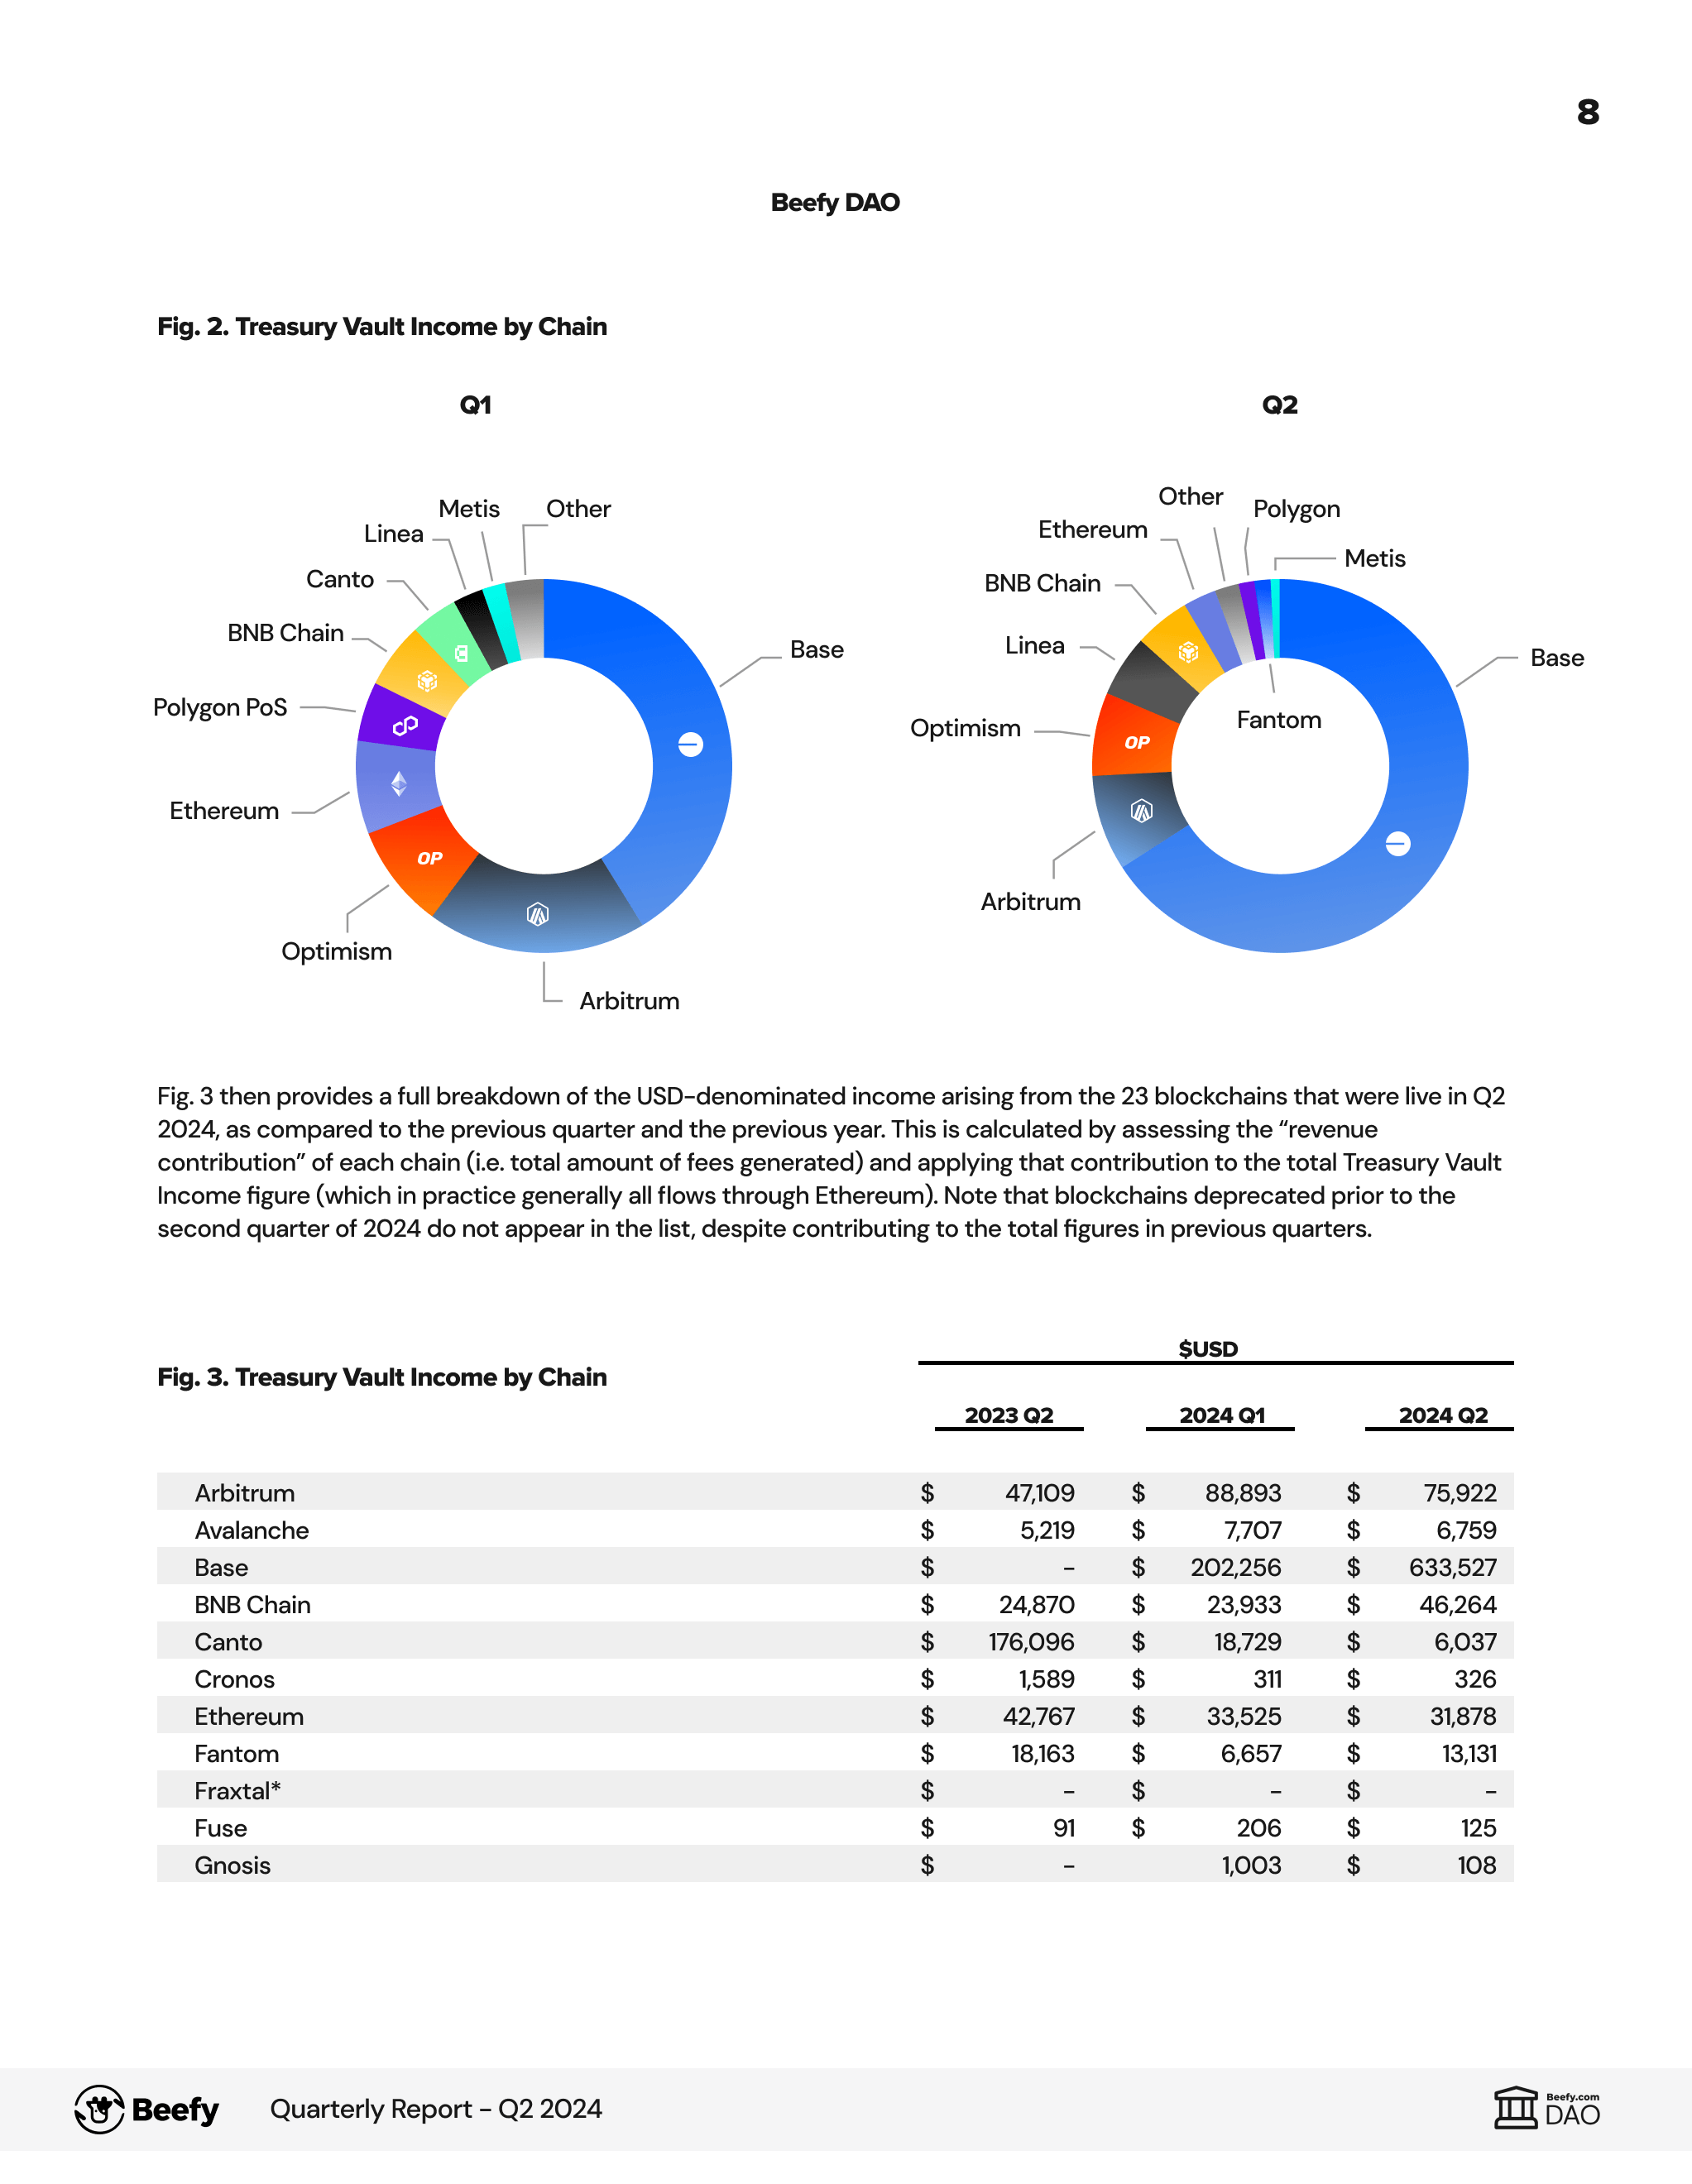 8
Beefy DAO
Fig. 2. Treasury Vault Income by Chain
Q1
Metis
Other
Linea
Canto
BNB Chain
Base
Polygon PoS
Ethereum
OP
Optimism
Arbitrum
Q2
Other
Polygon
Ethereum
Metis
BNB Chain
Linea
Base
Fantom
Optimism
OP
Arbitrum
Fig. 3 then provides a full breakdown of the USD-denominated income arising from the 23 blockchains that were live in Q2
2024, as compared to the previous quarter and the previous year. This is calculated by assessing the “revenue
contribution” of each chain (i.e. total amount of fees generated) and applying that contribution to the total Treasury Vault
Income figure (which in practice generally all flows through Ethereum). Note that blockchains deprecated prior to the
second quarter of 2024 do not appear in the list, despite contributing to the total figures in previous quarters.
$USD
Fig. 3. Treasury Vault Income by Chain
2023 Q2 2024 Q1 2024 Q2
Arbitrum $ 47,109 $ 88,893 $ 75,922
Avalanche $ 5,219 $ 7,707 $ 6,759
Base $ – $ 202,256 $ 633,527
BNB Chain $ 24,870 $ 23,933 $ 46,264
Canto $ 176,096 $ 18,729 $ 6,037
Cronos $ 1,589 $ 311 $ 326
Ethereum $ 42,767 $ 33,525 $ 31,878
Fantom $ 18,163 $ 6,657 $ 13,131
Fraxtal* $ – $ – $ –
Fuse $ 91 $ 206 $ 125
Gnosis $ – 1,003 $ 108
Beefy Quarterly Report – Q2 2024
Beefy.com
DAO